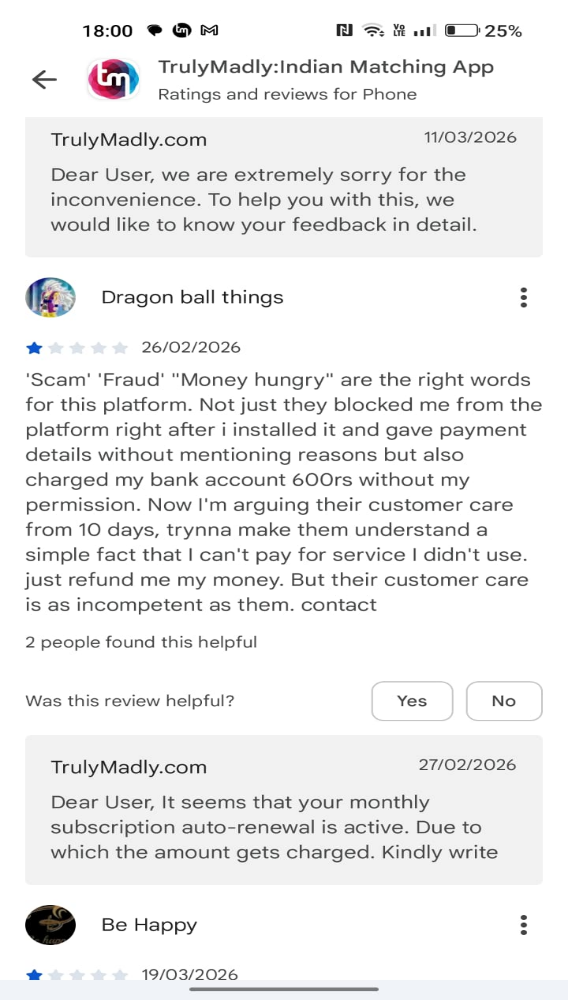 18:00 tm VoLTE 25%
tm TrulyMadly:Indian Matching App
Ratings and reviews for Phone
TrulyMadly.com 11/03/2026
Dear User, we are extremely sorry for the
inconvenience. To help you with this, we
would like to know your feedback in detail.
Dragon ball things
26/02/2026
'Scam' 'Fraud' "Money hungry" are the right words
for this platform. Not just they blocked me from the
platform right after i installed it and gave payment
details without mentioning reasons but also
charged my bank account 600rs without my
permission. Now I'm arguing their customer care
from 10 days, trynna make them understand a
simple fact that I can't pay for service I didn't use.
just refund me my money. But their customer care
is as incompetent as them. contact
2 people found this helpful
Was this review helpful? Yes No
TrulyMadly.com 27/02/2026
Dear User, It seems that your monthly
subscription auto-renewal is active. Due to
which the amount gets charged. Kindly write
Be Happy
19/03/2026